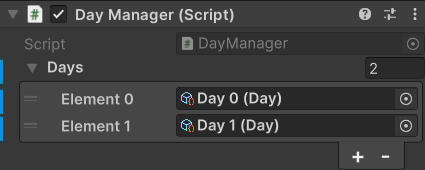 Day Manager (Script)
Script DayManager
Days 2
Element 0 Day 0 (Day)
Element 1 Day 1 (Day)
+ -